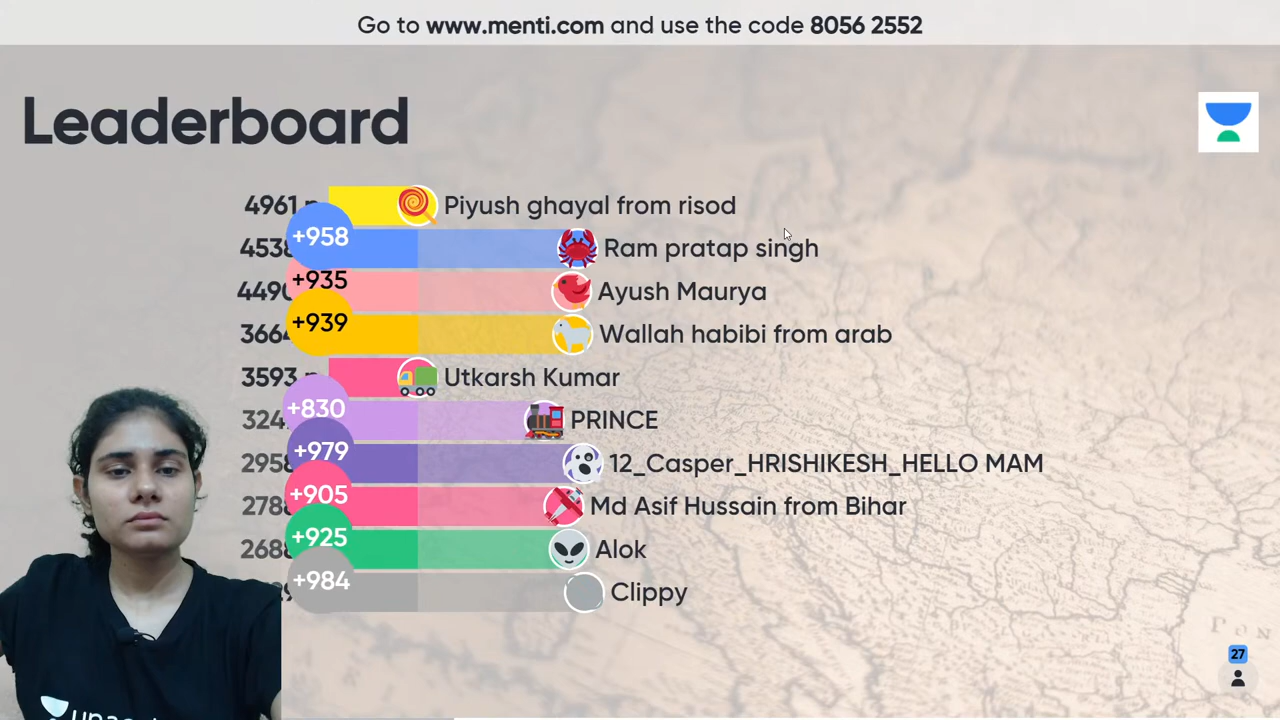 Go to www.menti.com and use the code 8056 2552
Leaderboard
4961 Piyush ghayal from risod
+958 Ram pratap singh
+935 Ayush Maurya
+939 Wallah habibi from arab
3593 Utkarsh Kumar
+830 PRINCE
+979 12_Casper_HRISHIKESH_HELLO MAM
+905 Md Asif Hussain from Bihar
+925 Alok
+984 Clippy
27